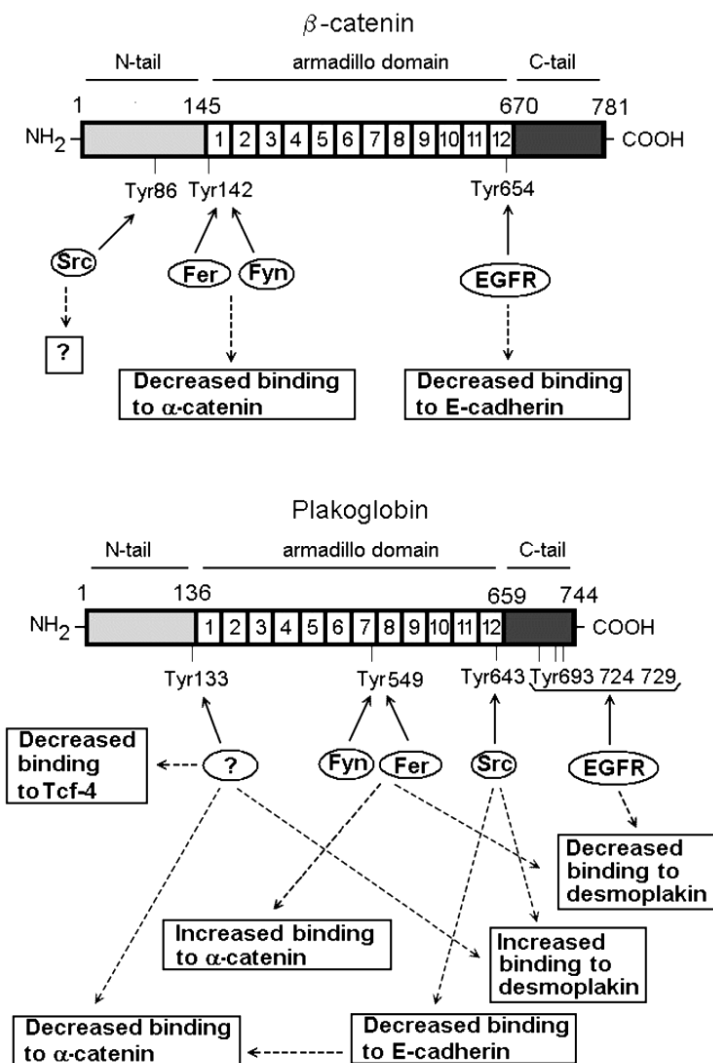 β-catenin
N-tail armadillo domain C-tail
1 145 670 781
NH2 1 2 3 4 5 6 7 8 9 10 11 12 COOH
Tyr86 Tyr142 Tyr654
Src Fer Fyn EGFR
?
Decreased binding
to α-catenin
Decreased binding
to E-cadherin
Plakoglobin
N-tail armadillo domain C-tail
1 136 659 744
NH2 1 2 3 4 5 6 7 8 9 10 11 12 COOH
Tyr133 Tyr549 Tyr643 Tyr693 724 729
Decreased
binding
to Tcf-4
? Fyn Fer Src EGFR
Decreased
binding to
desmoplakin
Increased binding
to α-catenin
Increased
binding to
desmoplakin
Decreased binding
to α-catenin
Decreased binding
to E-cadherin